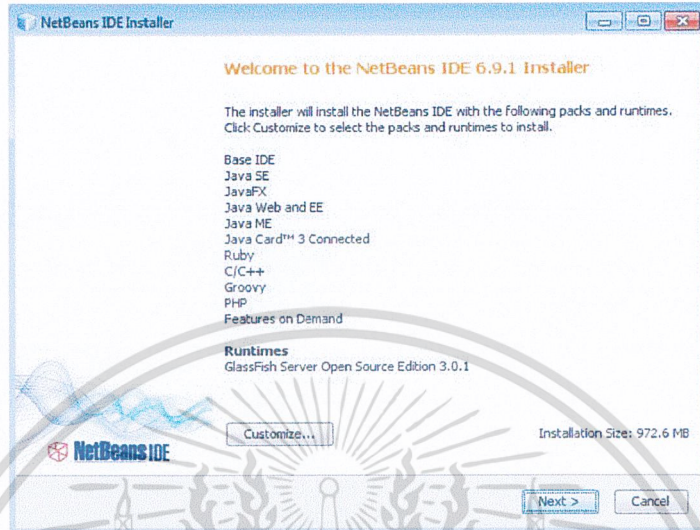 NetBeans IDE Installer
Welcome to the NetBeans IDE 6.9.1 Installer
The installer will install the NetBeans IDE with the following packs and runtimes.
Click Customize to select the packs and runtimes to install.
Base IDE
Java SE
JavaFX
Java Web and EE
Java ME
Java Card™ 3 Connected
Ruby
C/C++
Groovy
PHP
Features on Demand
Runtimes
GlassFish Server Open Source Edition 3.0.1
Customize...
Installation Size: 972.6 MB
NetBeans IDE
Next >
Cancel